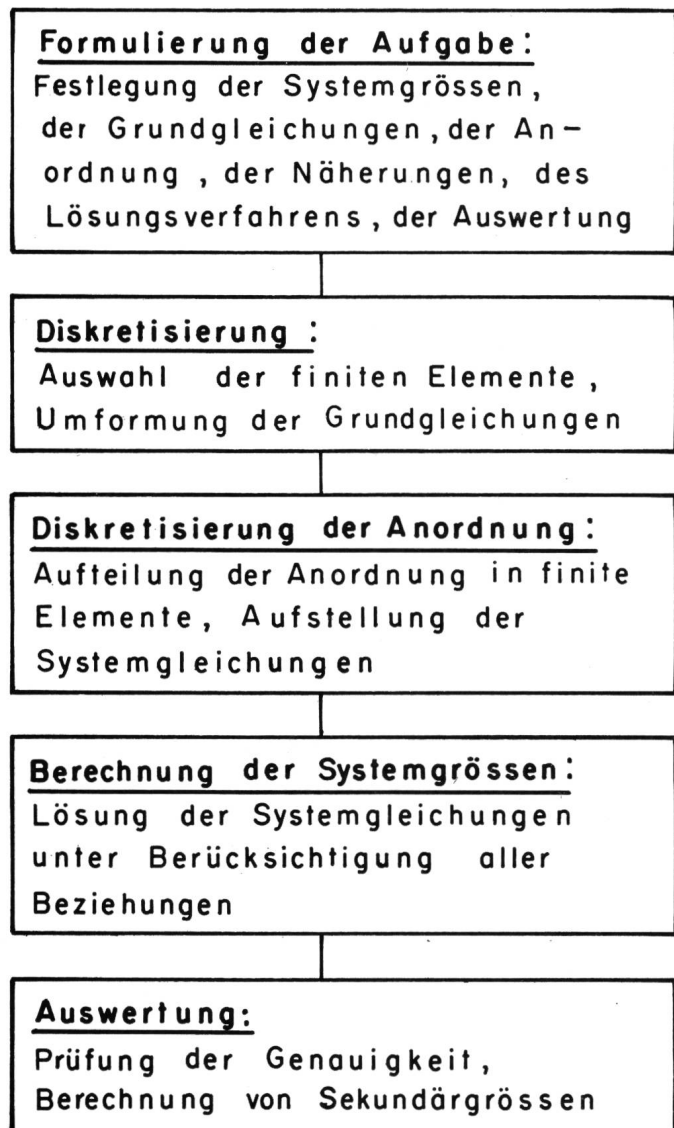 Formulierung der Aufgabe:
Festlegung der Systemgrössen,
der Grundgleichungen, der An-
ordnung, der Näherungen, des
Lösungsverfahrens, der Auswertung
Diskretisierung:
Auswahl der finiten Elemente,
Umformung der Grundgleichungen
Diskretisierung der Anordnung:
Aufteilung der Anordnung in finite
Elemente, Aufstellung der
Systemgleichungen
Berechnung der Systemgrössen:
Lösung der Systemgleichungen
unter Berücksichtigung aller
Beziehungen
Auswertung:
Prüfung der Genauigkeit,
Berechnung von Sekundärgrössen